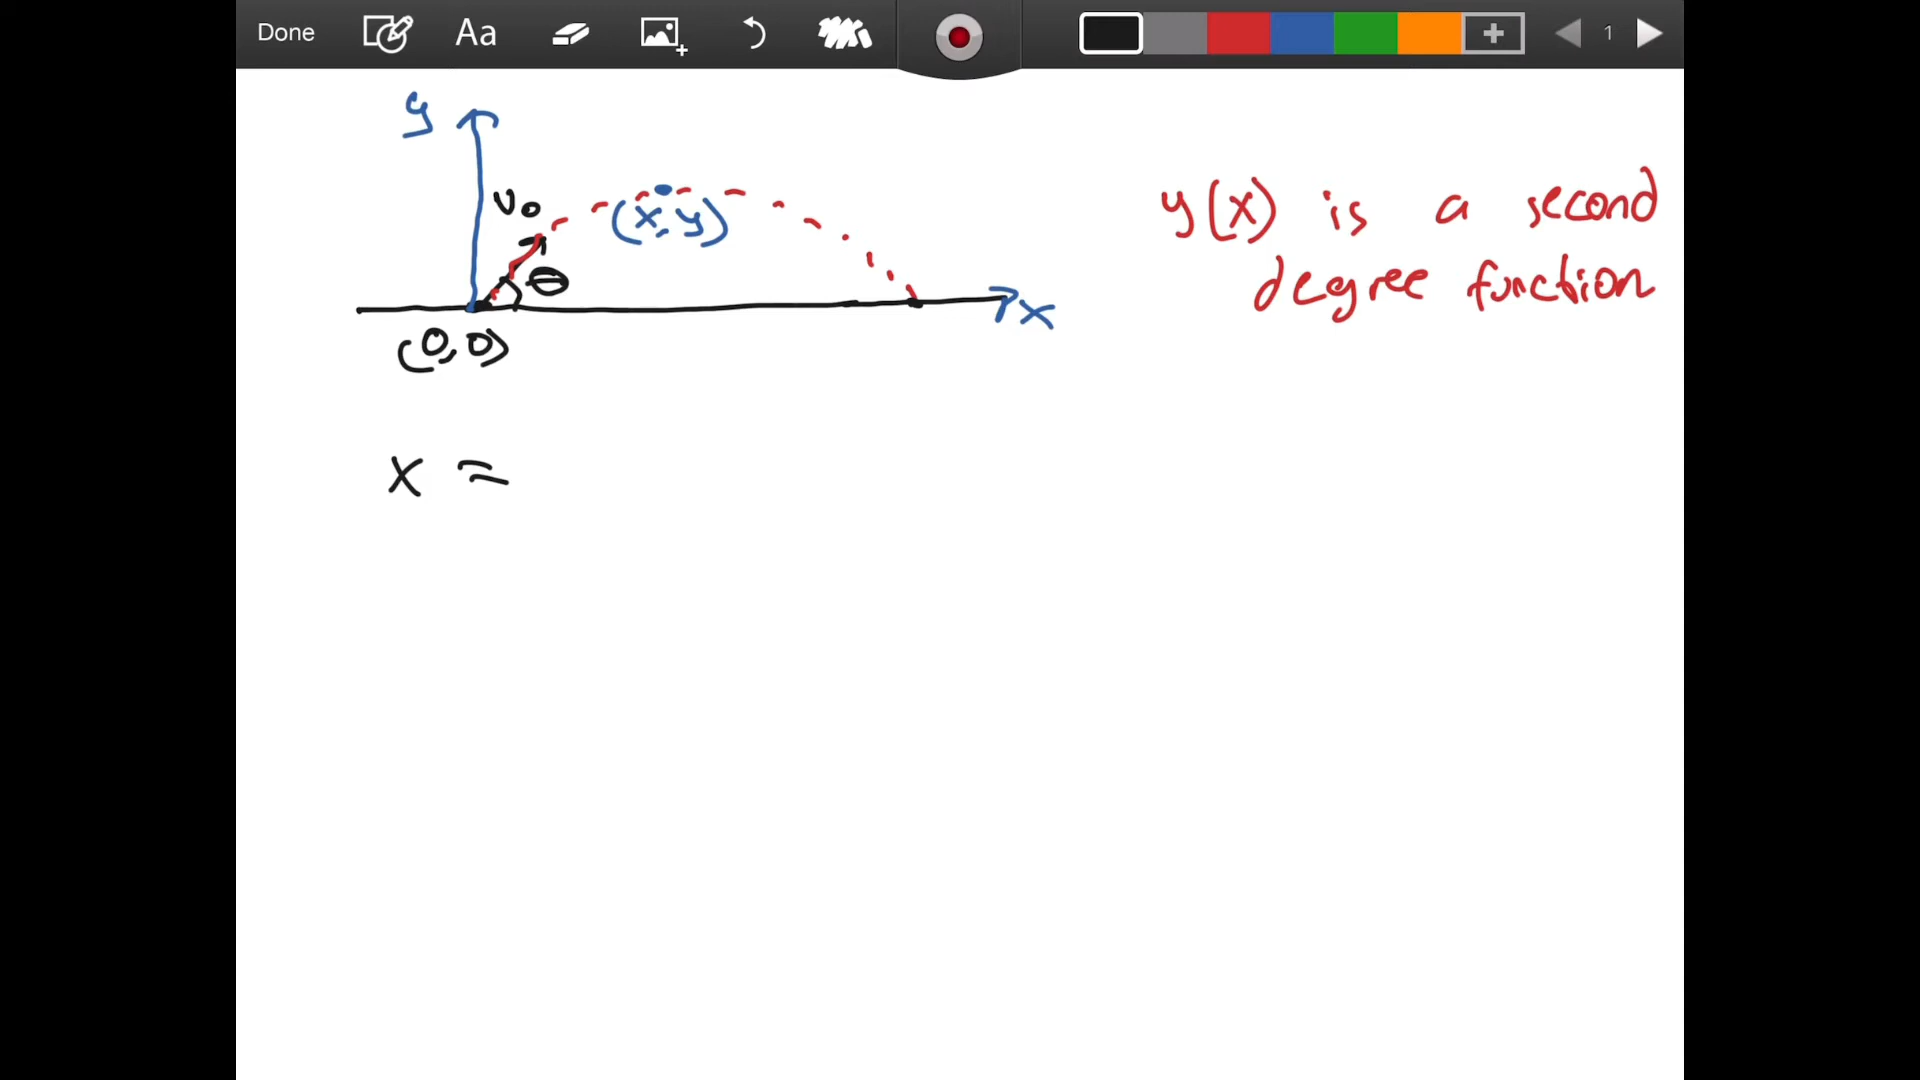 Done Aa 1
y
v₀
(x, y)
θ
x
(0,0)
y(x) is a second
degree function
x =